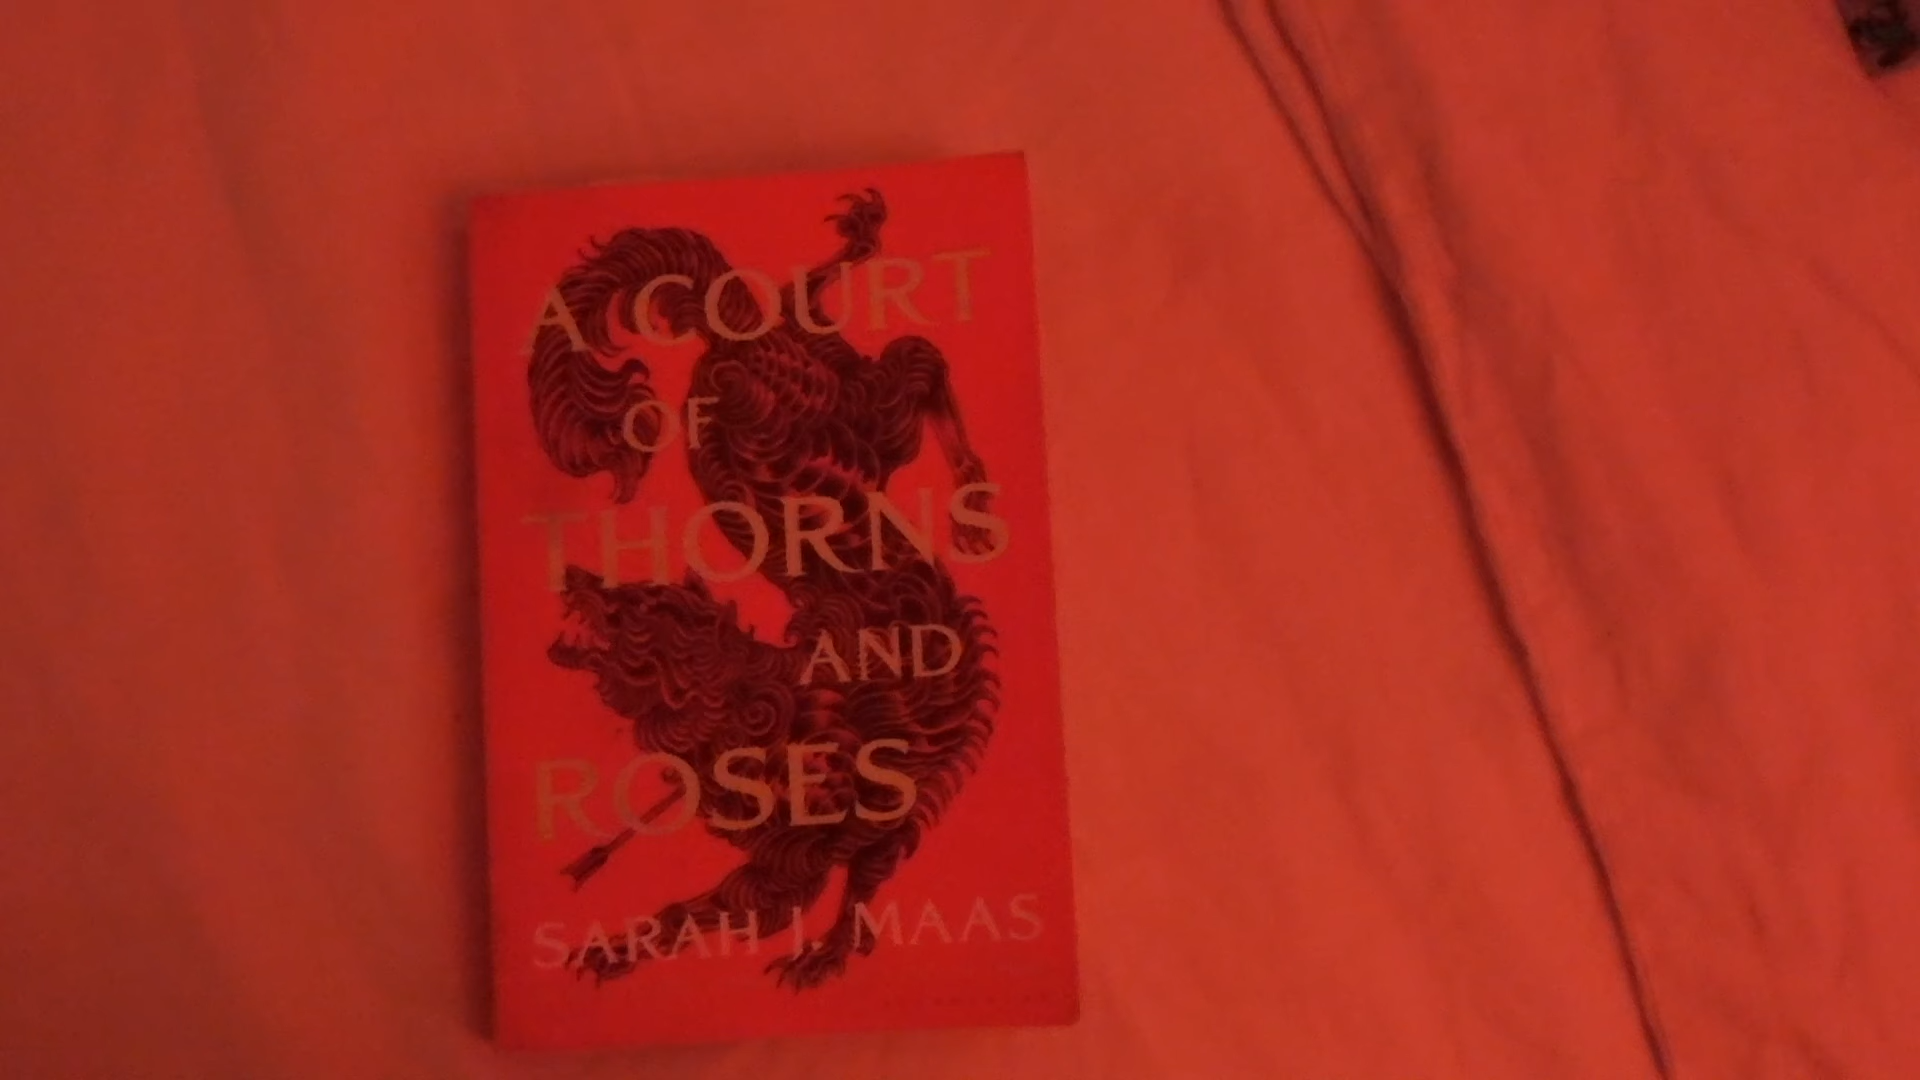 A COURT
OF
THORNS
AND
ROSES
SARAH J. MAAS